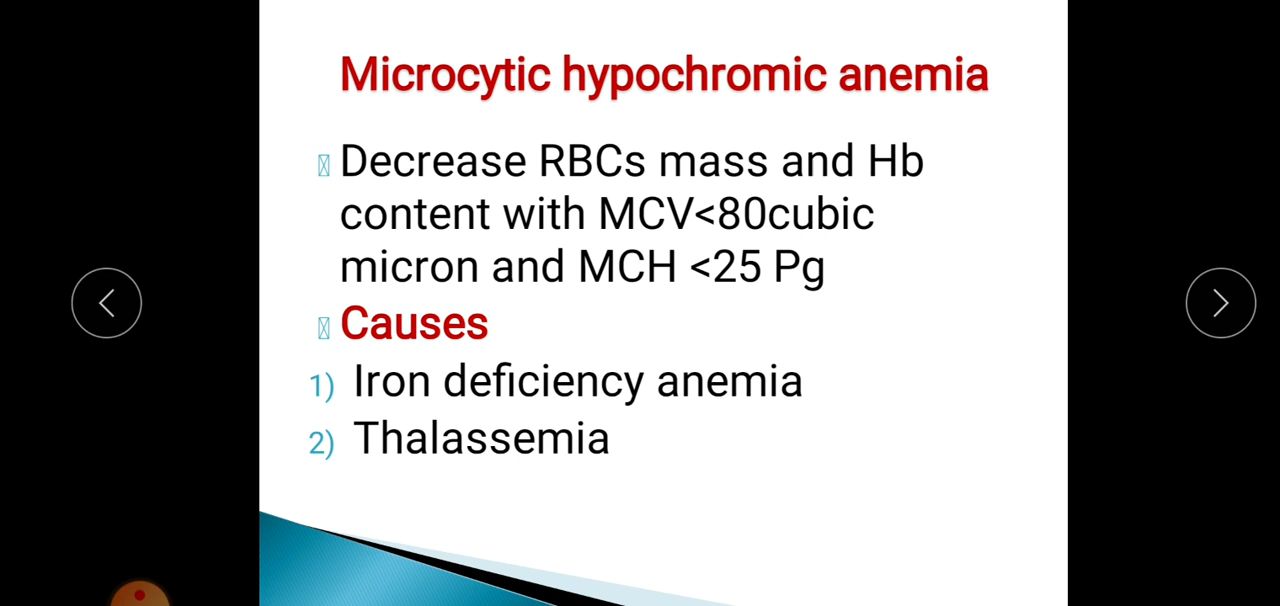 Microcytic hypochromic anemia
Decrease RBCs mass and Hb
content with MCV<80cubic
micron and MCH <25 Pg
Causes
1) Iron deficiency anemia
2) Thalassemia